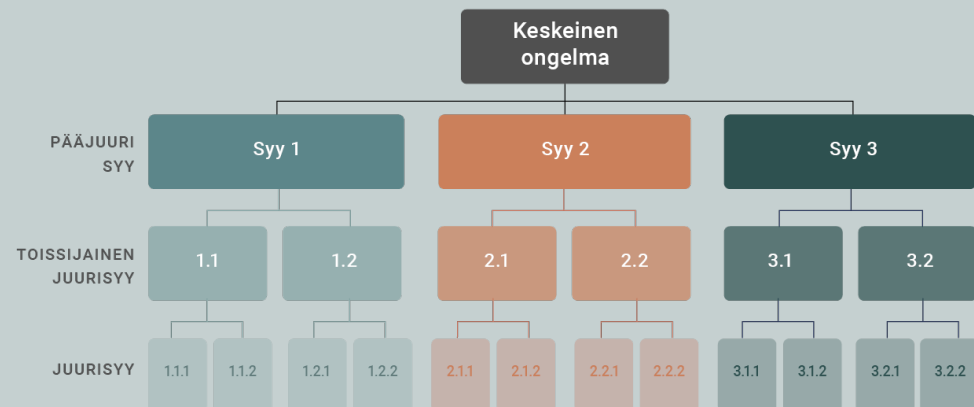 Keskeinen
ongelma
PÄÄJUURI
SYY
Syy 1
Syy 2
Syy 3
TOISSIJAINEN
JUURISYY
1.1
1.2
2.1
2.2
3.1
3.2
JUURISYY
1.1.1
1.1.2
1.2.1
1.2.2
2.1.1
2.1.2
2.2.1
2.2.2
3.1.1
3.1.2
3.2.1
3.2.2